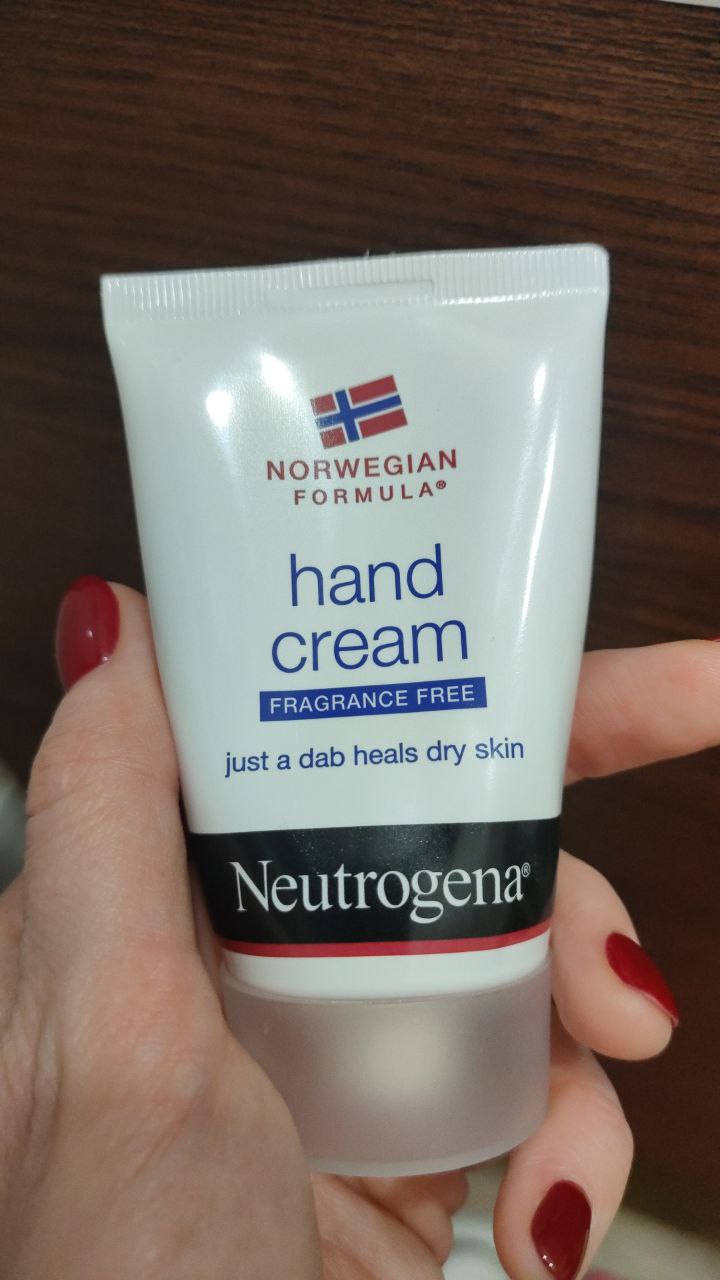 NORWEGIAN
FORMULA®
hand
cream
FRAGRANCE FREE
just a dab heals dry skin
Neutrogena®